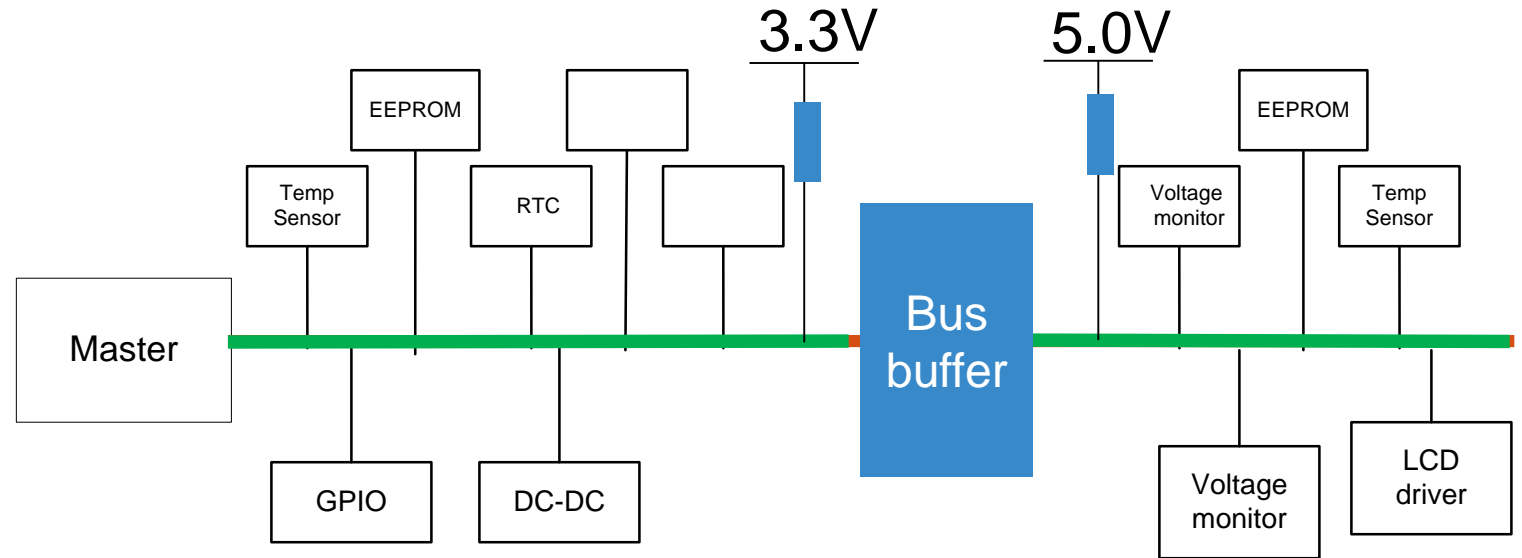 3.3V
5.0V
EEPROM
EEPROM
Temp
Sensor
RTC
Voltage
monitor
Temp
Sensor
Master
Bus
buffer
GPIO
DC-DC
Voltage
monitor
LCD
driver